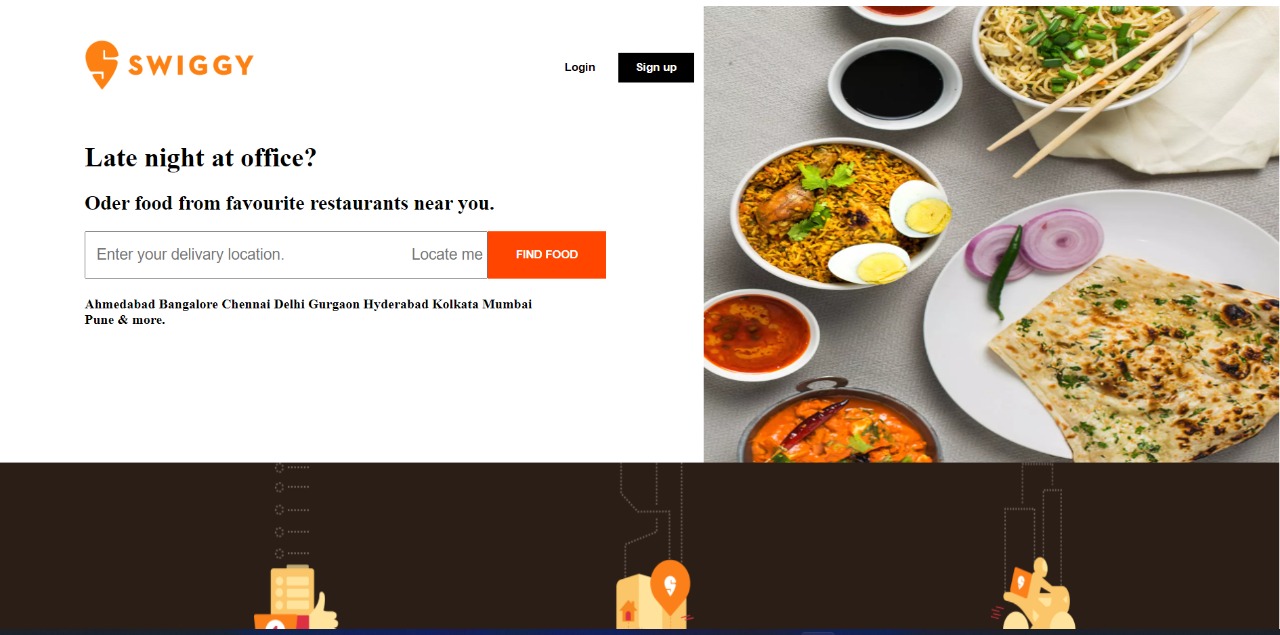 SWIGGY
Login
Sign up
Late night at office?
Oder food from favourite restaurants near you.
Enter your delivery location.
Locate me
FIND FOOD
Ahmedabad Bangalore Chennai Delhi Gurgaon Hyderabad Kolkata Mumbai
Pune & more.